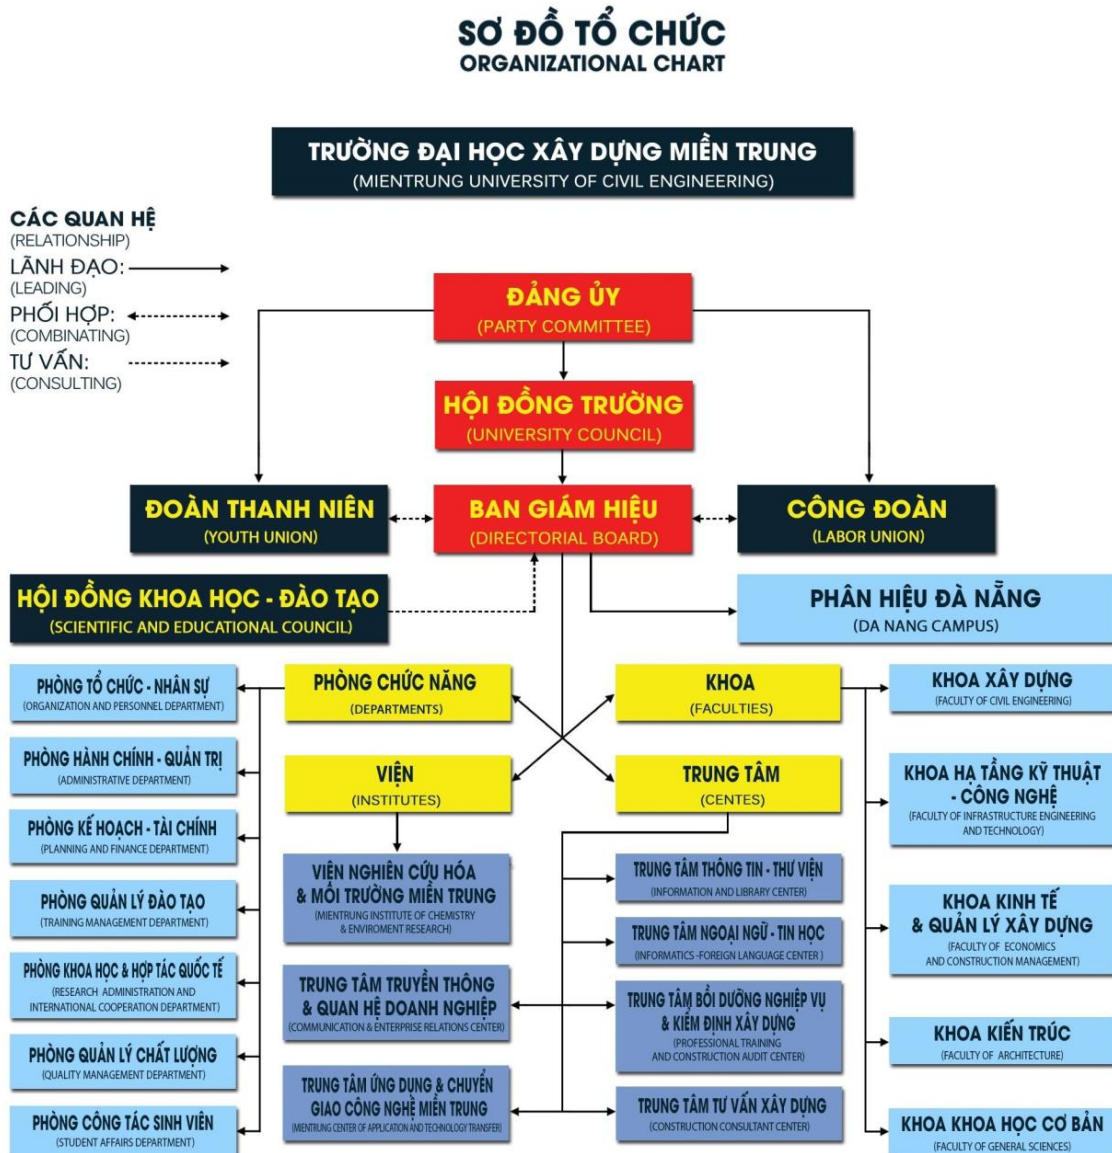 SƠ ĐỒ TỔ CHỨC
ORGANIZATIONAL CHART
TRƯỜNG ĐẠI HỌC XÂY DỰNG MIỀN TRUNG
(MIENTRUNG UNIVERSITY OF CIVIL ENGINEERING)
CÁC QUAN HỆ
(RELATIONSHIP)
LÃNH ĐẠO:
(LEADING)
PHỐI HỢP:
(COMBINATING)
TƯ VẤN:
(CONSULTING)
ĐẢNG ỦY
(PARTY COMMITTEE)
HỘI ĐỒNG TRƯỜNG
(UNIVERSITY COUNCIL)
ĐOÀN THANH NIÊN
(YOUTH UNION)
BAN GIÁM HIỆU
(DIRECTORIAL BOARD)
CÔNG ĐOÀN
(LABOR UNION)
HỘI ĐỒNG KHOA HỌC - ĐÀO TẠO
(SCIENTIFIC AND EDUCATIONAL COUNCIL)
PHÂN HIỆU ĐÀ NẴNG
(DA NANG CAMPUS)
PHÒNG TỔ CHỨC - NHÂN SỰ
(ORGANIZATION AND PERSONNEL DEPARTMENT)
PHÒNG HÀNH CHÍNH - QUẢN TRỊ
(ADMINISTRATIVE DEPARTMENT)
PHÒNG KẾ HOẠCH - TÀI CHÍNH
(PLANNING AND FINANCE DEPARTMENT)
PHÒNG QUẢN LÝ ĐÀO TẠO
(TRAINING MANAGEMENT DEPARTMENT)
PHÒNG KHOA HỌC & HỢP TÁC QUỐC TẾ
(RESEARCH ADMINISTRATION AND
INTERNATIONAL COOPERATION DEPARTMENT)
PHÒNG QUẢN LÝ CHẤT LƯỢNG
(QUALITY MANAGEMENT DEPARTMENT)
PHÒNG CÔNG TÁC SINH VIÊN
(STUDENT AFFAIRS DEPARTMENT)
PHÒNG CHỨC NĂNG
(DEPARTMENTS)
KHOA
(FACULTIES)
VIỆN
(INSTITUTES)
TRUNG TÂM
(CENTES)
VIỆN NGHIÊN CỨU HÓA
& MÔI TRƯỜNG MIỀN TRUNG
(MIENTRUNG INSTITUTE OF CHEMISTRY
& ENVIROMENT RESEARCH)
TRUNG TÂM TRUYỀN THÔNG
& QUAN HỆ DOANH NGHIỆP
(COMMUNICATION & ENTERPRISE RELATIONS CENTER)
TRUNG TÂM ỨNG DỤNG & CHUYỂN
GIAO CÔNG NGHỆ MIỀN TRUNG
(MIENTRUNG CENTER OF APPLICATION AND TECHNOLOGY TRANSFER)
TRUNG TÂM THÔNG TIN - THƯ VIỆN
(INFORMATION AND LIBRARY CENTER)
TRUNG TÂM NGOẠI NGỮ - TIN HỌC
(INFORMATICS -FOREIGN LANGUAGE CENTER )
TRUNG TÂM BỒI DƯỠNG NGHIỆP VỤ
& KIỂM ĐỊNH XÂY DỰNG
(PROFESSIONAL TRAINING
AND CONSTRUCTION AUDIT CENTER)
TRUNG TÂM TƯ VẤN XÂY DỰNG
(CONSTRUCTION CONSULTANT CENTER)
KHOA XÂY DỰNG
(FACULTY OF CIVIL ENGINEERING)
KHOA HẠ TẦNG KỸ THUẬT
- CÔNG NGHỆ
(FACULTY OF INFRASTRUCTURE ENGINEERING
AND TECHNOLOGY)
KHOA KINH TẾ
& QUẢN LÝ XÂY DỰNG
(FACULTY OF ECONOMICS
AND CONSTRUCTION MANAGEMENT)
KHOA KIẾN TRÚC
(FACULTY OF ARCHITECTURE)
KHOA KHOA HỌC CƠ BẢN
(FACULTY OF GENERAL SCIENCES)